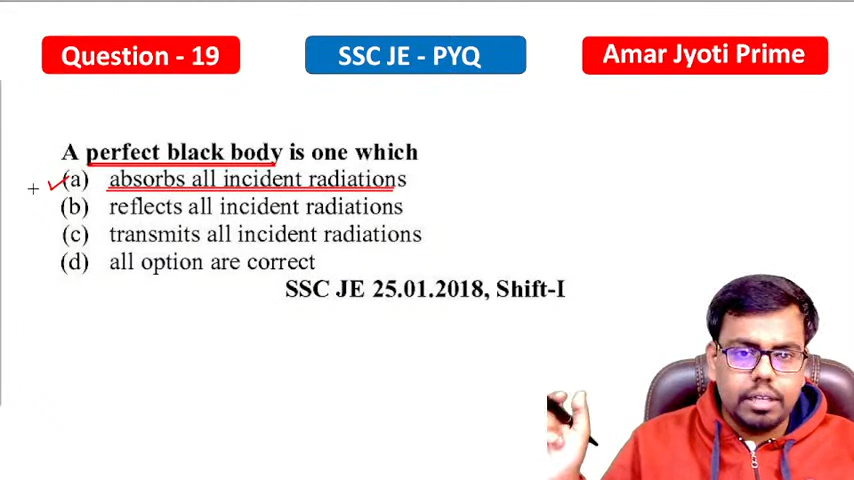 Question - 19
SSC JE - PYQ
Amar Jyoti Prime
A perfect black body is one which
(a) absorbs all incident radiations
(b) reflects all incident radiations
(c) transmits all incident radiations
(d) all option are correct
SSC JE 25.01.2018, Shift-I